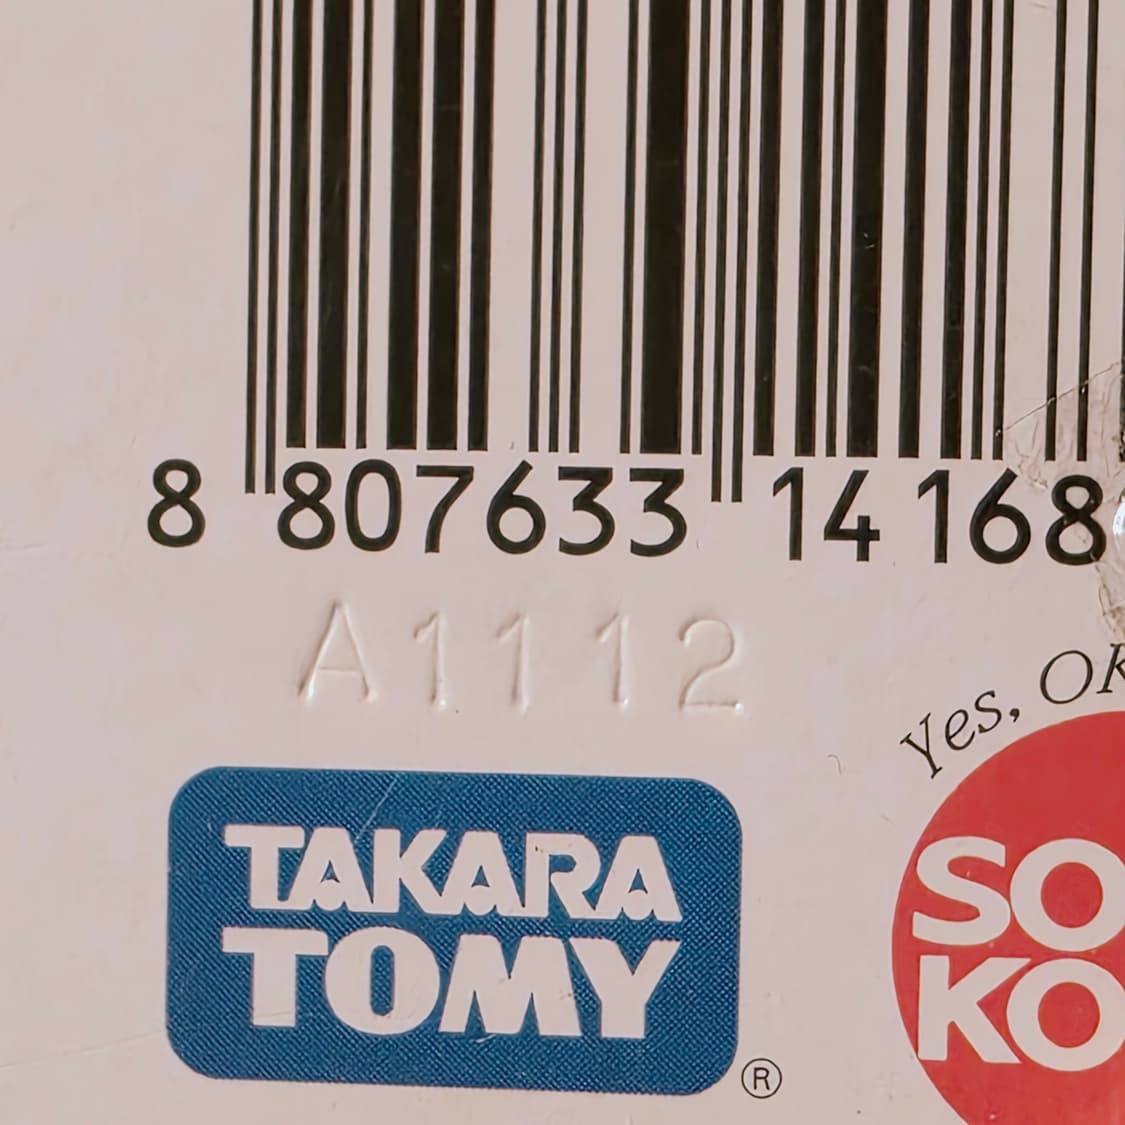 8 807633 14168
A1112
Yes, OK
TAKARA
TOMY
®
SO
KO